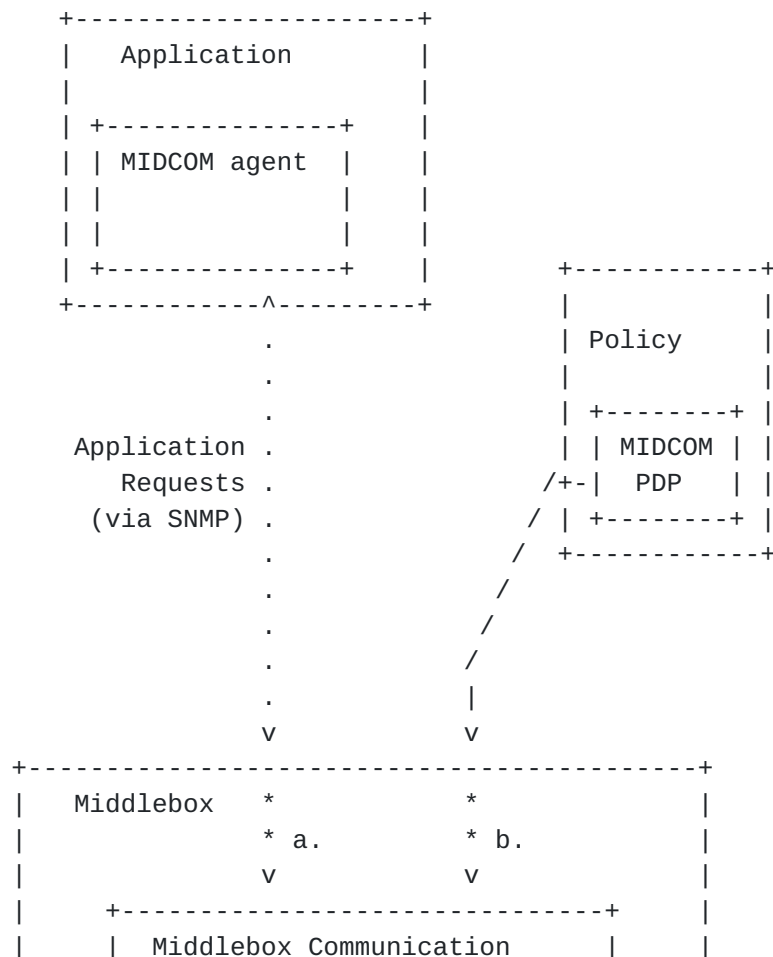 Application
MIDCOM agent
Policy
MIDCOM
PDP
Application
Requests
(via SNMP)
Middlebox
a.
b.
Middlebox Communication